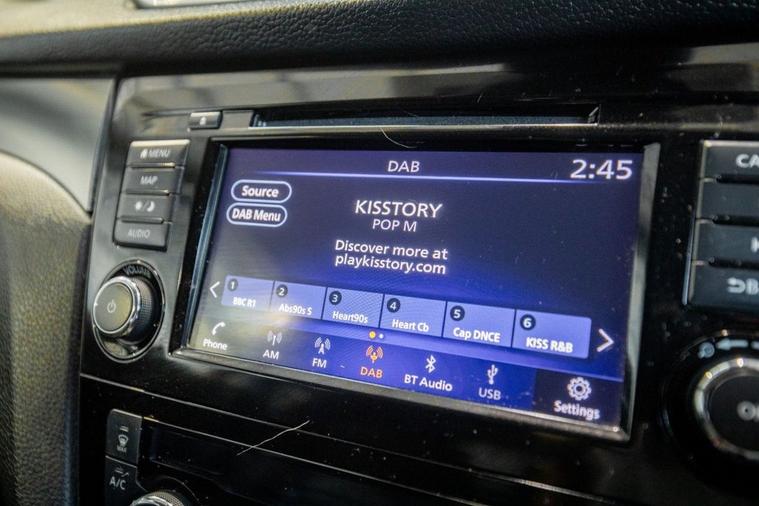 MENU
MAP
AUDIO
VOLUME
DAB
2:45
Source
DAB Menu
KISSTORY
POP M
Discover more at
playkisstory.com
1 BBC R1
2 Abs90s S
3 Heart90s
4 Heart Cb
5 Cap DNCE
6 KISS R&B
Phone
AM
FM
DAB
BT Audio
USB
Settings
MAX
A/C
CA
B